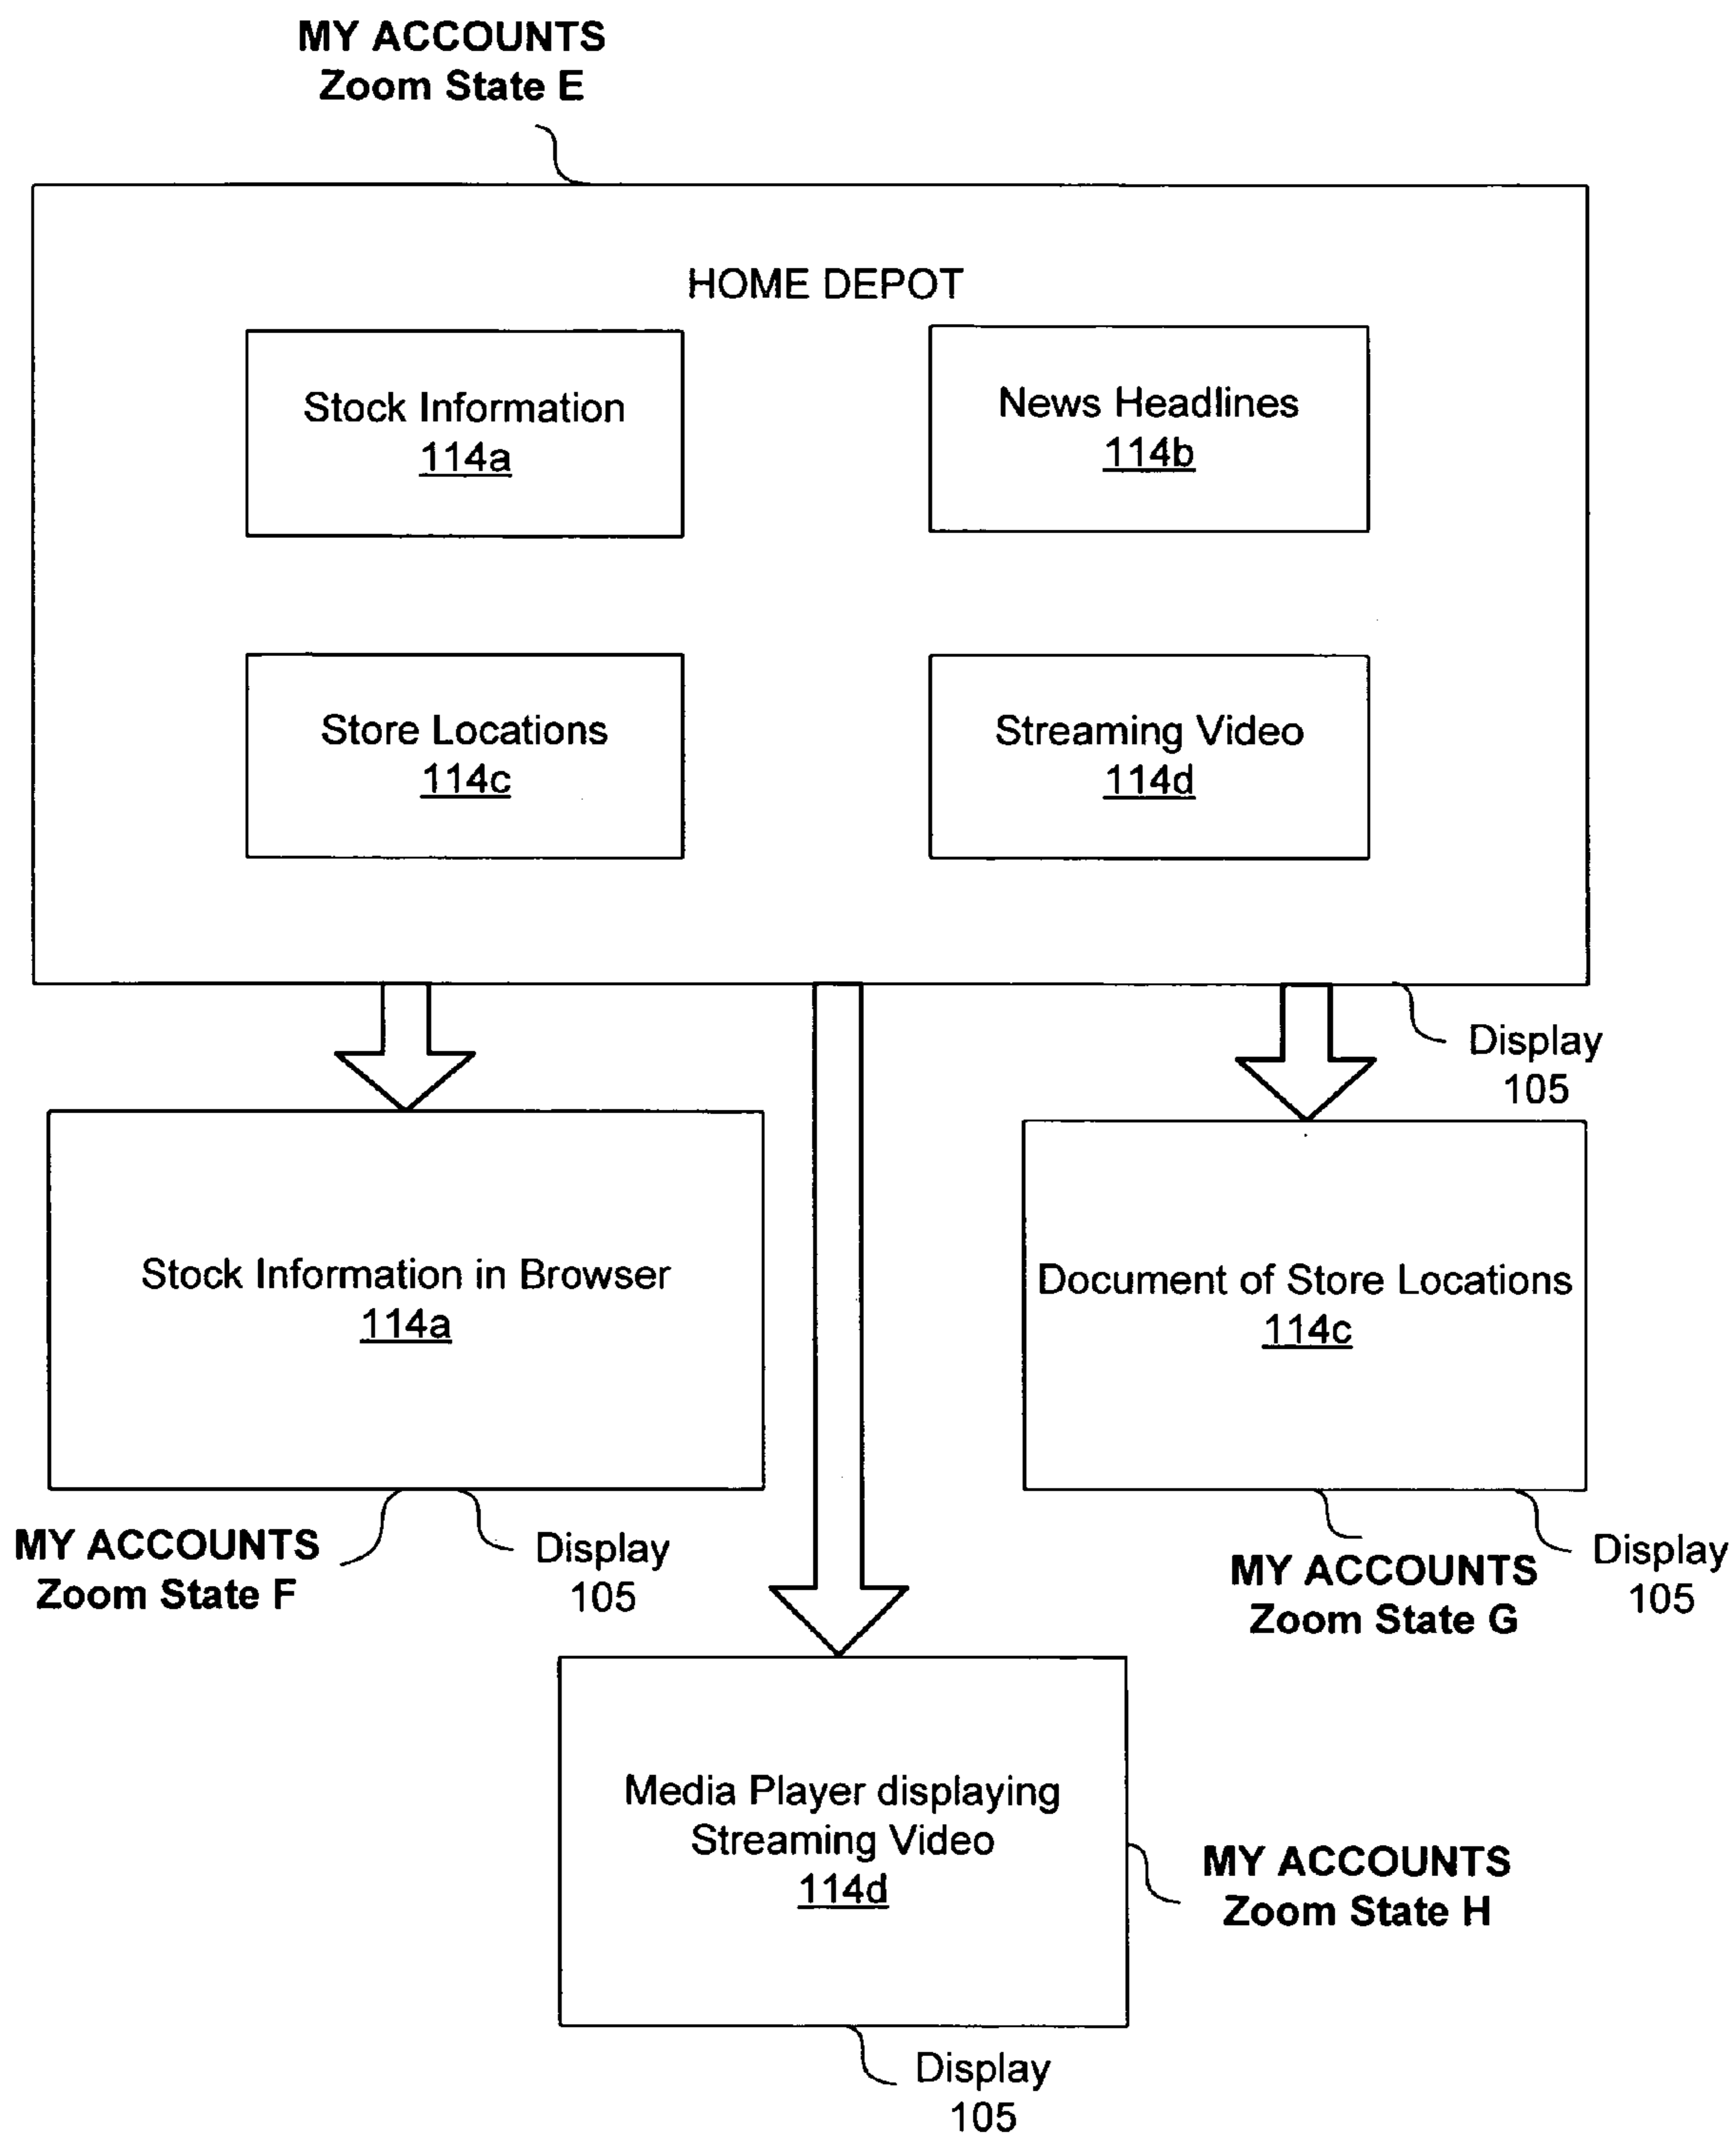 MY ACCOUNTS
Zoom State E
HOME DEPOT
Stock Information
114a
News Headlines
114b
Store Locations
114c
Streaming Video
114d
Display
105
Stock Information in Browser
114a
Document of Store Locations
114c
MY ACCOUNTS
Zoom State F
Display
105
MY ACCOUNTS
Zoom State G
Display
105
Media Player displaying
Streaming Video
114d
MY ACCOUNTS
Zoom State H
Display
105